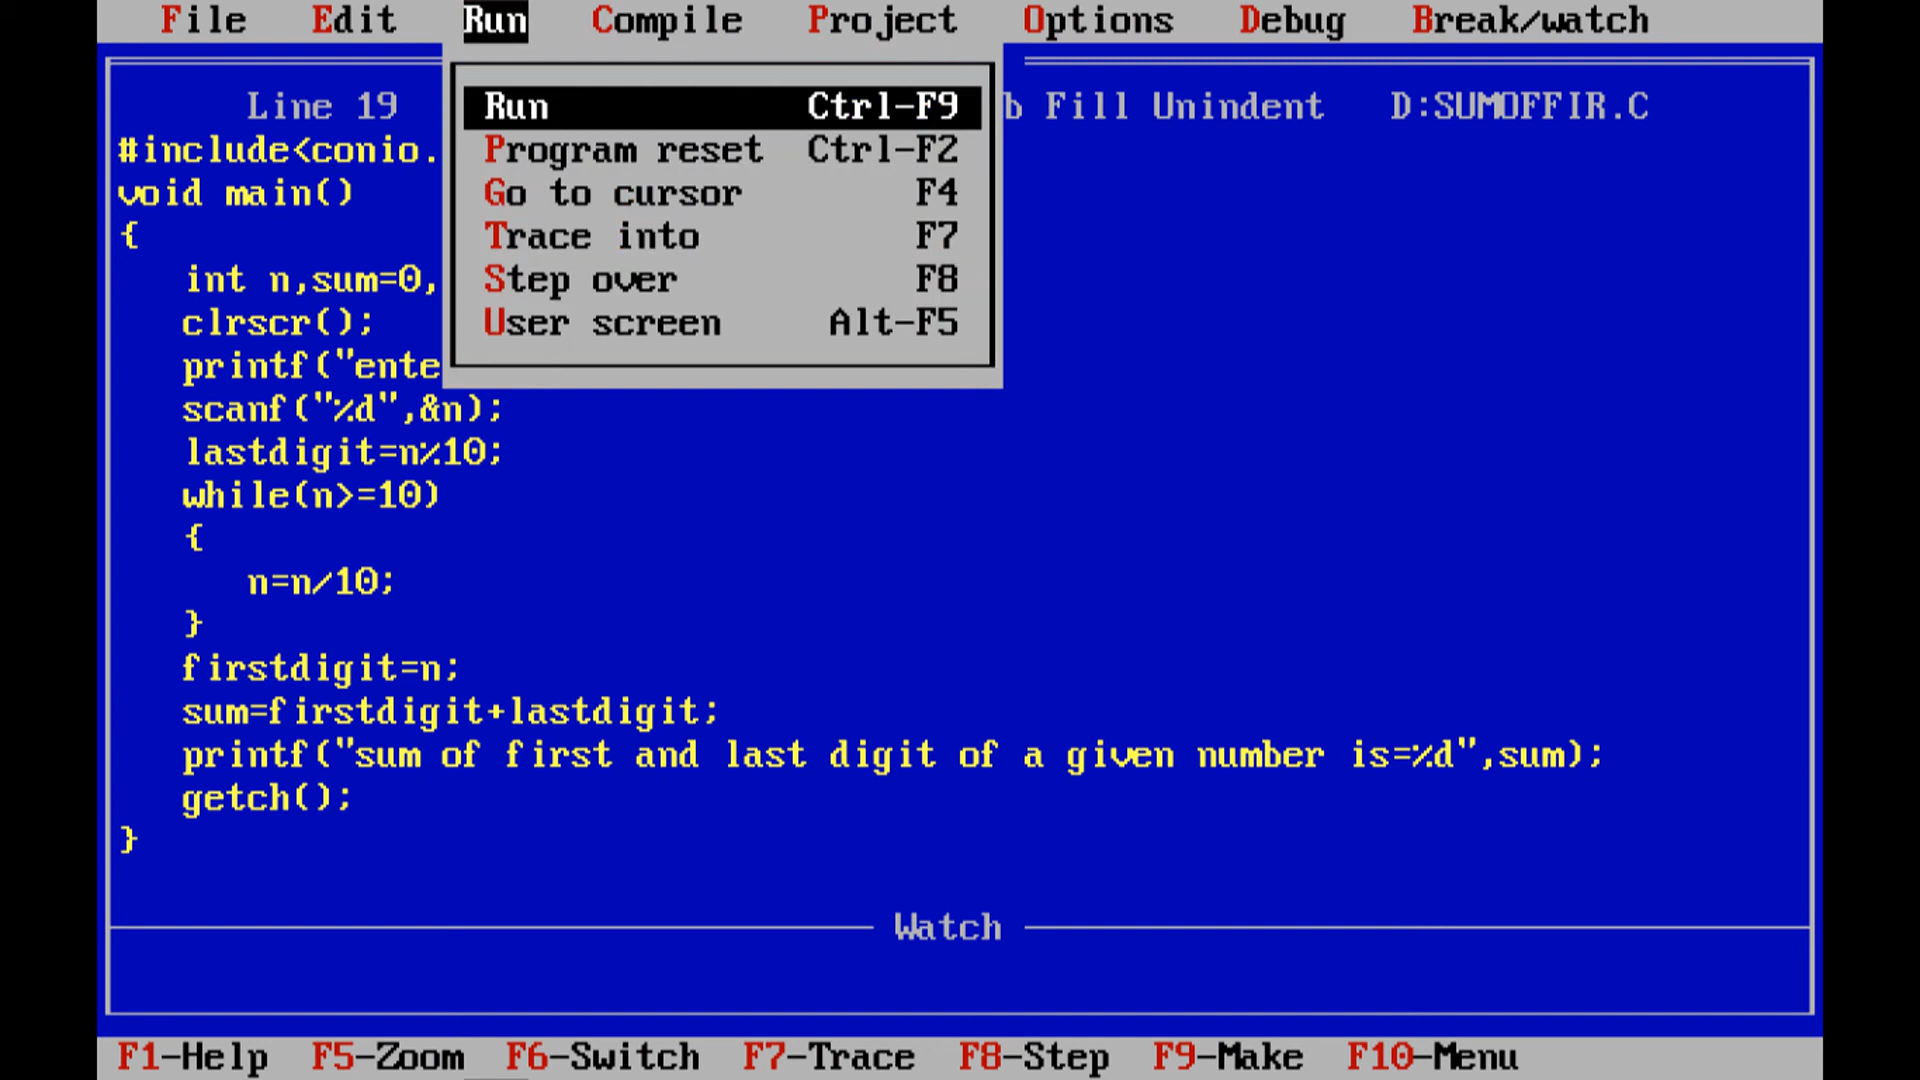 File Edit Run Compile Project Options Debug Break/watch
Line 19 b Fill Unindent D:SUMOFFIR.C
Run Ctrl-F9
Program reset Ctrl-F2
Go to cursor F4
Trace into F7
Step over F8
User screen Alt-F5
#include<conio.
void main()
{
int n,sum=0,
clrscr();
printf("ente
scanf("%d",&n);
lastdigit=n%10;
while(n>=10)
{
n=n/10;
}
firstdigit=n;
sum=firstdigit+lastdigit;
printf("sum of first and last digit of a given number is=%d",sum);
getch();
}
Watch
F1-Help F5-Zoom F6-Switch F7-Trace F8-Step F9-Make F10-Menu